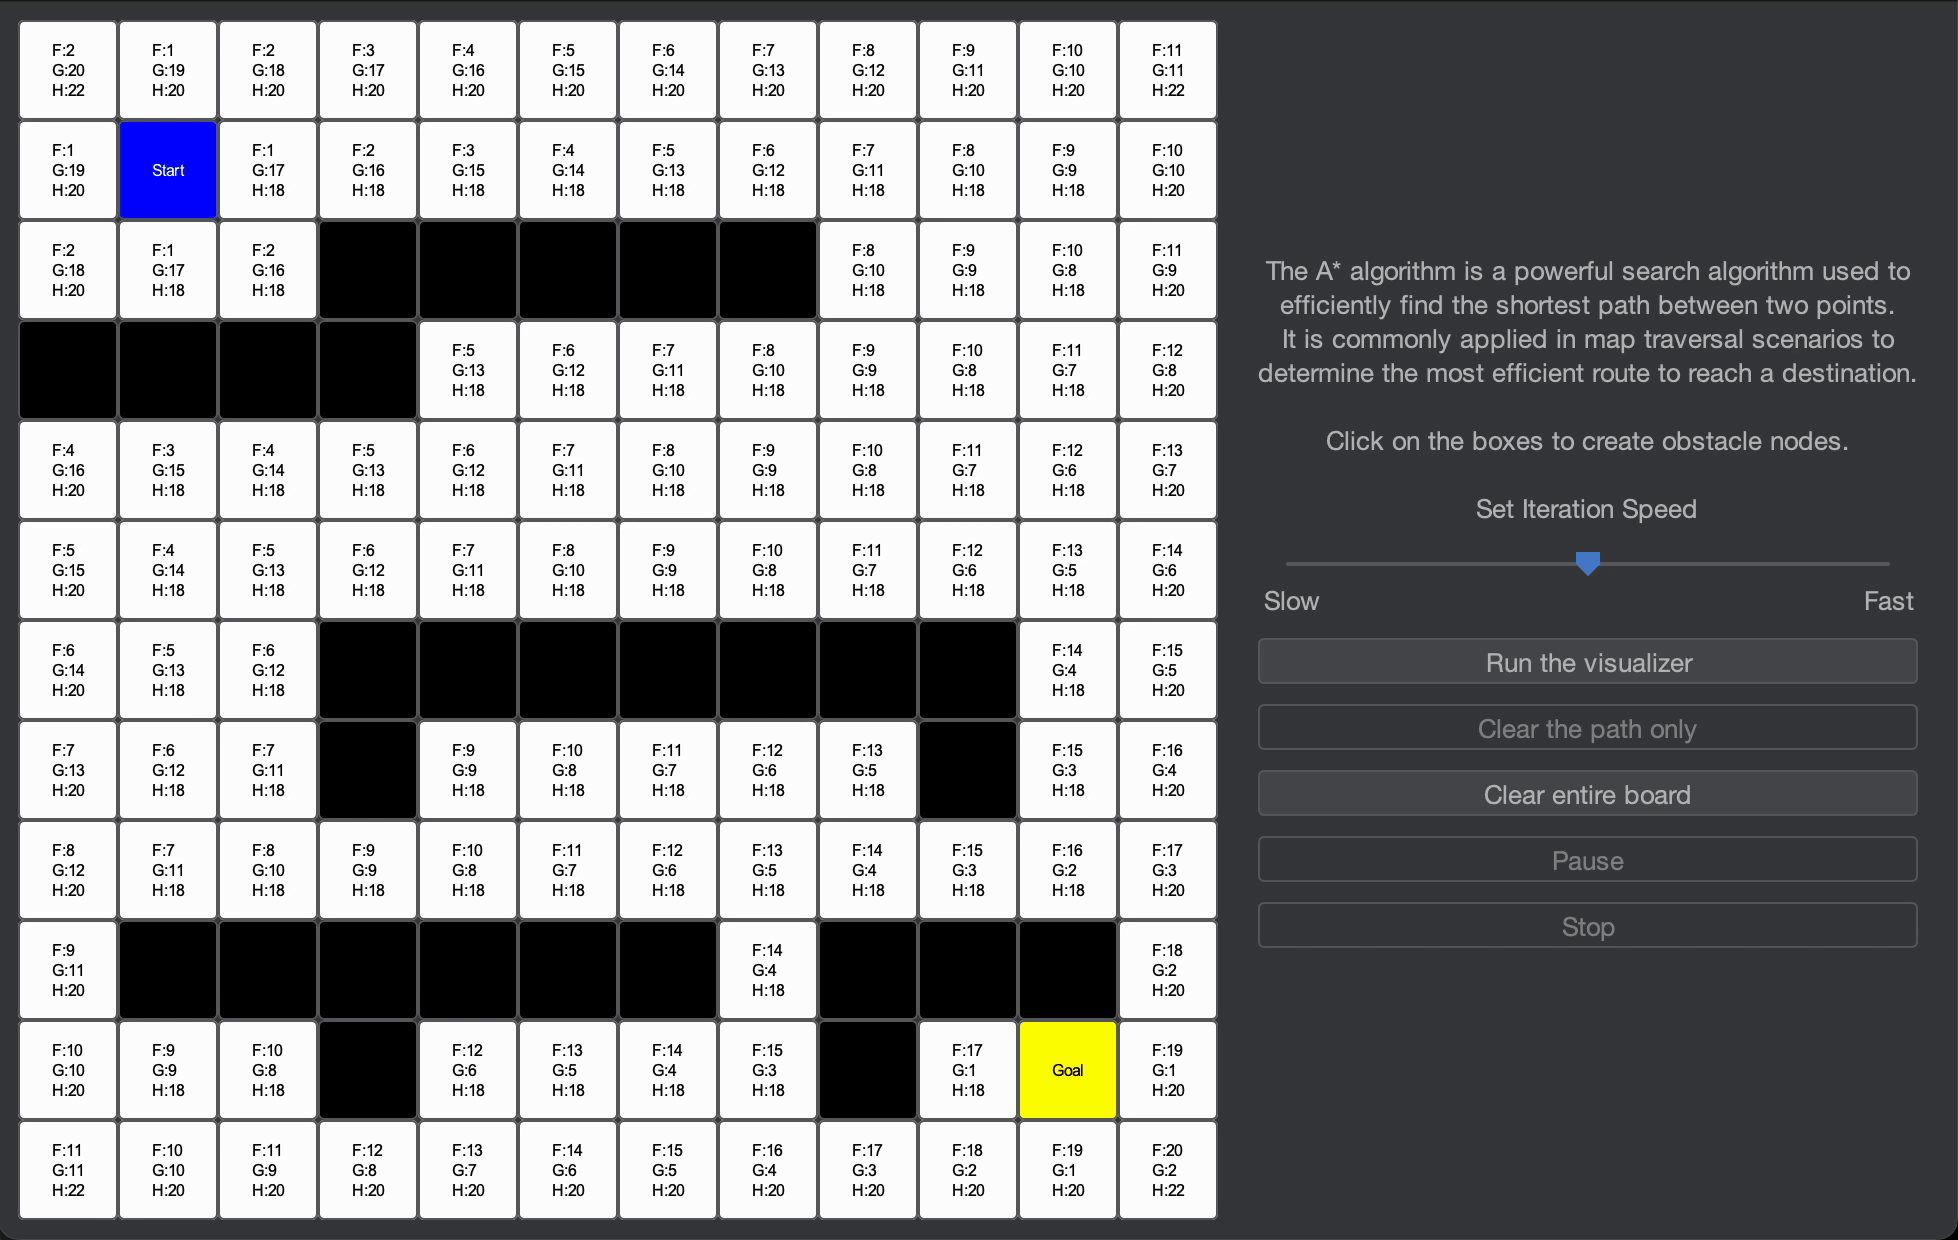 F:2 F:1 F:2 F:3 F:4 F:5 F:6 F:7 F:8 F:9 F:10 F:11
G:20 G:19 G:18 G:17 G:16 G:15 G:14 G:13 G:12 G:11 G:10 G:11
H:22 H:20 H:20 H:20 H:20 H:20 H:20 H:20 H:20 H:20 H:20 H:22
F:1 F:1 F:2 F:3 F:4 F:5 F:6 F:7 F:8 F:9 F:10
G:19 Start G:17 G:16 G:15 G:14 G:13 G:12 G:11 G:10 G:9 G:10
H:20 H:18 H:18 H:18 H:18 H:18 H:18 H:18 H:18 H:18 H:20
F:2 F:1 F:2 F:8 F:9 F:10 F:11
G:18 G:17 G:16 G:10 G:9 G:8 G:9
H:20 H:18 H:18 H:18 H:18 H:18 H:20
F:5 F:6 F:7 F:8 F:9 F:10 F:11 F:12
G:13 G:12 G:11 G:10 G:9 G:8 G:7 G:8
H:18 H:18 H:18 H:18 H:18 H:18 H:18 H:20
F:4 F:3 F:4 F:5 F:6 F:7 F:8 F:9 F:10 F:11 F:12 F:13
G:16 G:15 G:14 G:13 G:12 G:11 G:10 G:9 G:8 G:7 G:6 G:7
H:20 H:18 H:18 H:18 H:18 H:18 H:18 H:18 H:18 H:18 H:18 H:20
F:5 F:4 F:5 F:6 F:7 F:8 F:9 F:10 F:11 F:12 F:13 F:14
G:15 G:14 G:13 G:12 G:11 G:10 G:9 G:8 G:7 G:6 G:5 G:6
H:20 H:18 H:18 H:18 H:18 H:18 H:18 H:18 H:18 H:18 H:18 H:20
F:6 F:5 F:6 F:14 F:15
G:14 G:13 G:12 G:4 G:5
H:20 H:18 H:18 H:18 H:20
F:7 F:6 F:7 F:9 F:10 F:11 F:12 F:13 F:15 F:16
G:13 G:12 G:11 G:9 G:8 G:7 G:6 G:5 G:3 G:4
H:20 H:18 H:18 H:18 H:18 H:18 H:18 H:18 H:18 H:20
F:8 F:7 F:8 F:9 F:10 F:11 F:12 F:13 F:14 F:15 F:16 F:17
G:12 G:11 G:10 G:9 G:8 G:7 G:6 G:5 G:4 G:3 G:2 G:3
H:20 H:18 H:18 H:18 H:18 H:18 H:18 H:18 H:18 H:18 H:18 H:20
F:9 F:14 F:18
G:11 G:4 G:2
H:20 H:18 H:20
F:10 F:9 F:10 F:12 F:13 F:14 F:15 F:17 F:19
G:10 G:9 G:8 G:6 G:5 G:4 G:3 G:1 Goal G:1
H:20 H:18 H:18 H:18 H:18 H:18 H:18 H:18 H:20
F:11 F:10 F:11 F:12 F:13 F:14 F:15 F:16 F:17 F:18 F:19 F:20
G:11 G:10 G:9 G:8 G:7 G:6 G:5 G:4 G:3 G:2 G:1 G:2
H:22 H:20 H:20 H:20 H:20 H:20 H:20 H:20 H:20 H:20 H:20 H:22
The A* algorithm is a powerful search algorithm used to
efficiently find the shortest path between two points.
It is commonly applied in map traversal scenarios to
determine the most efficient route to reach a destination.
Click on the boxes to create obstacle nodes.
Set Iteration Speed
Slow Fast
Run the visualizer
Clear the path only
Clear entire board
Pause
Stop